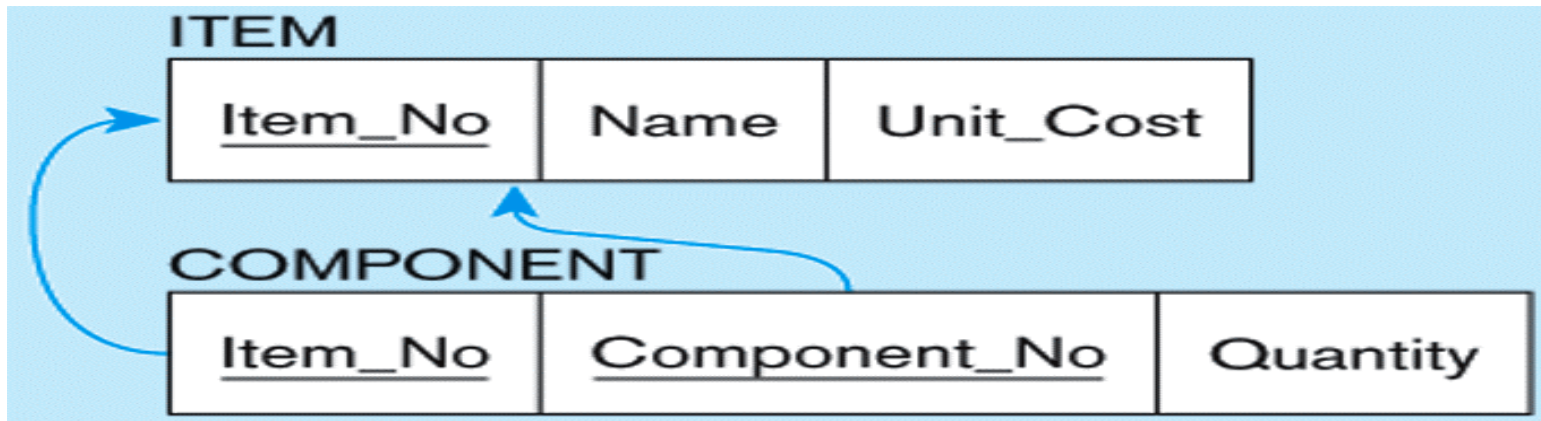 ITEM
Item_No Name Unit_Cost
COMPONENT
Item_No Component_No Quantity